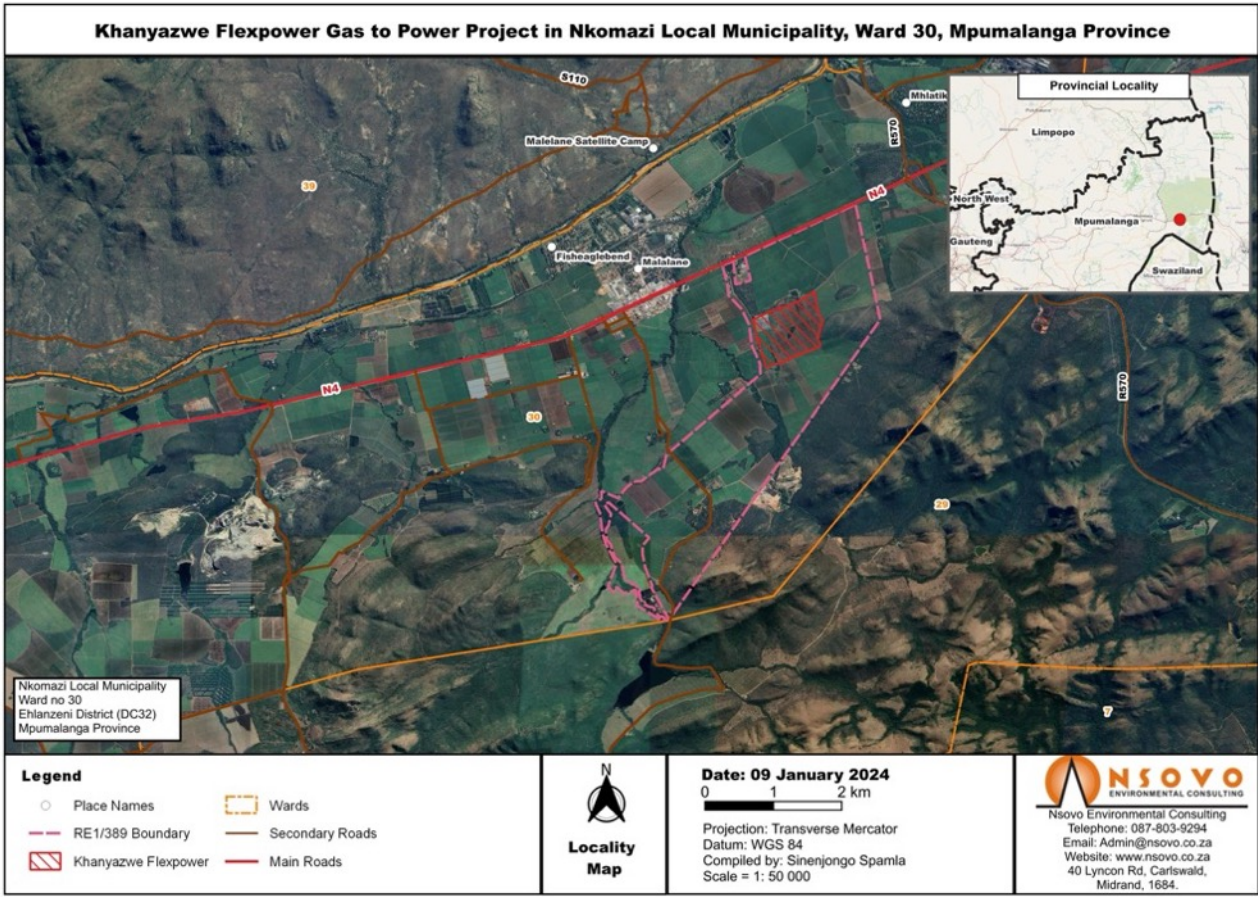 Khanyazwe Flexpower Gas to Power Project in Nkomazi Local Municipality, Ward 30, Mpumalanga Province
S110
Mhlatik
R570
Malelane Satellite Camp
39
N4
Fisheaglebend
Malalane
N4
30
R570
29
7
Provincial Locality
Limpopo
North West
Mpumalanga
Gauteng
Swaziland
Nkomazi Local Municipality
Ward no 30
Ehlanzeni District (DC32)
Mpumalanga Province
Legend
Place Names
RE1/389 Boundary
Khanyazwe Flexpower
Wards
Secondary Roads
Main Roads
N
Locality
Map
Date: 09 January 2024
0 1 2 km
Projection: Transverse Mercator
Datum: WGS 84
Compiled by: Sinenjongo Spamla
Scale = 1: 50 000
NSOVO
ENVIRONMENTAL CONSULTING
Nsovo Environmental Consulting
Telephone: 087-803-9294
Email: Admin@nsovo.co.za
Website: www.nsovo.co.za
40 Lyncon Rd, Carlswald,
Midrand, 1684.